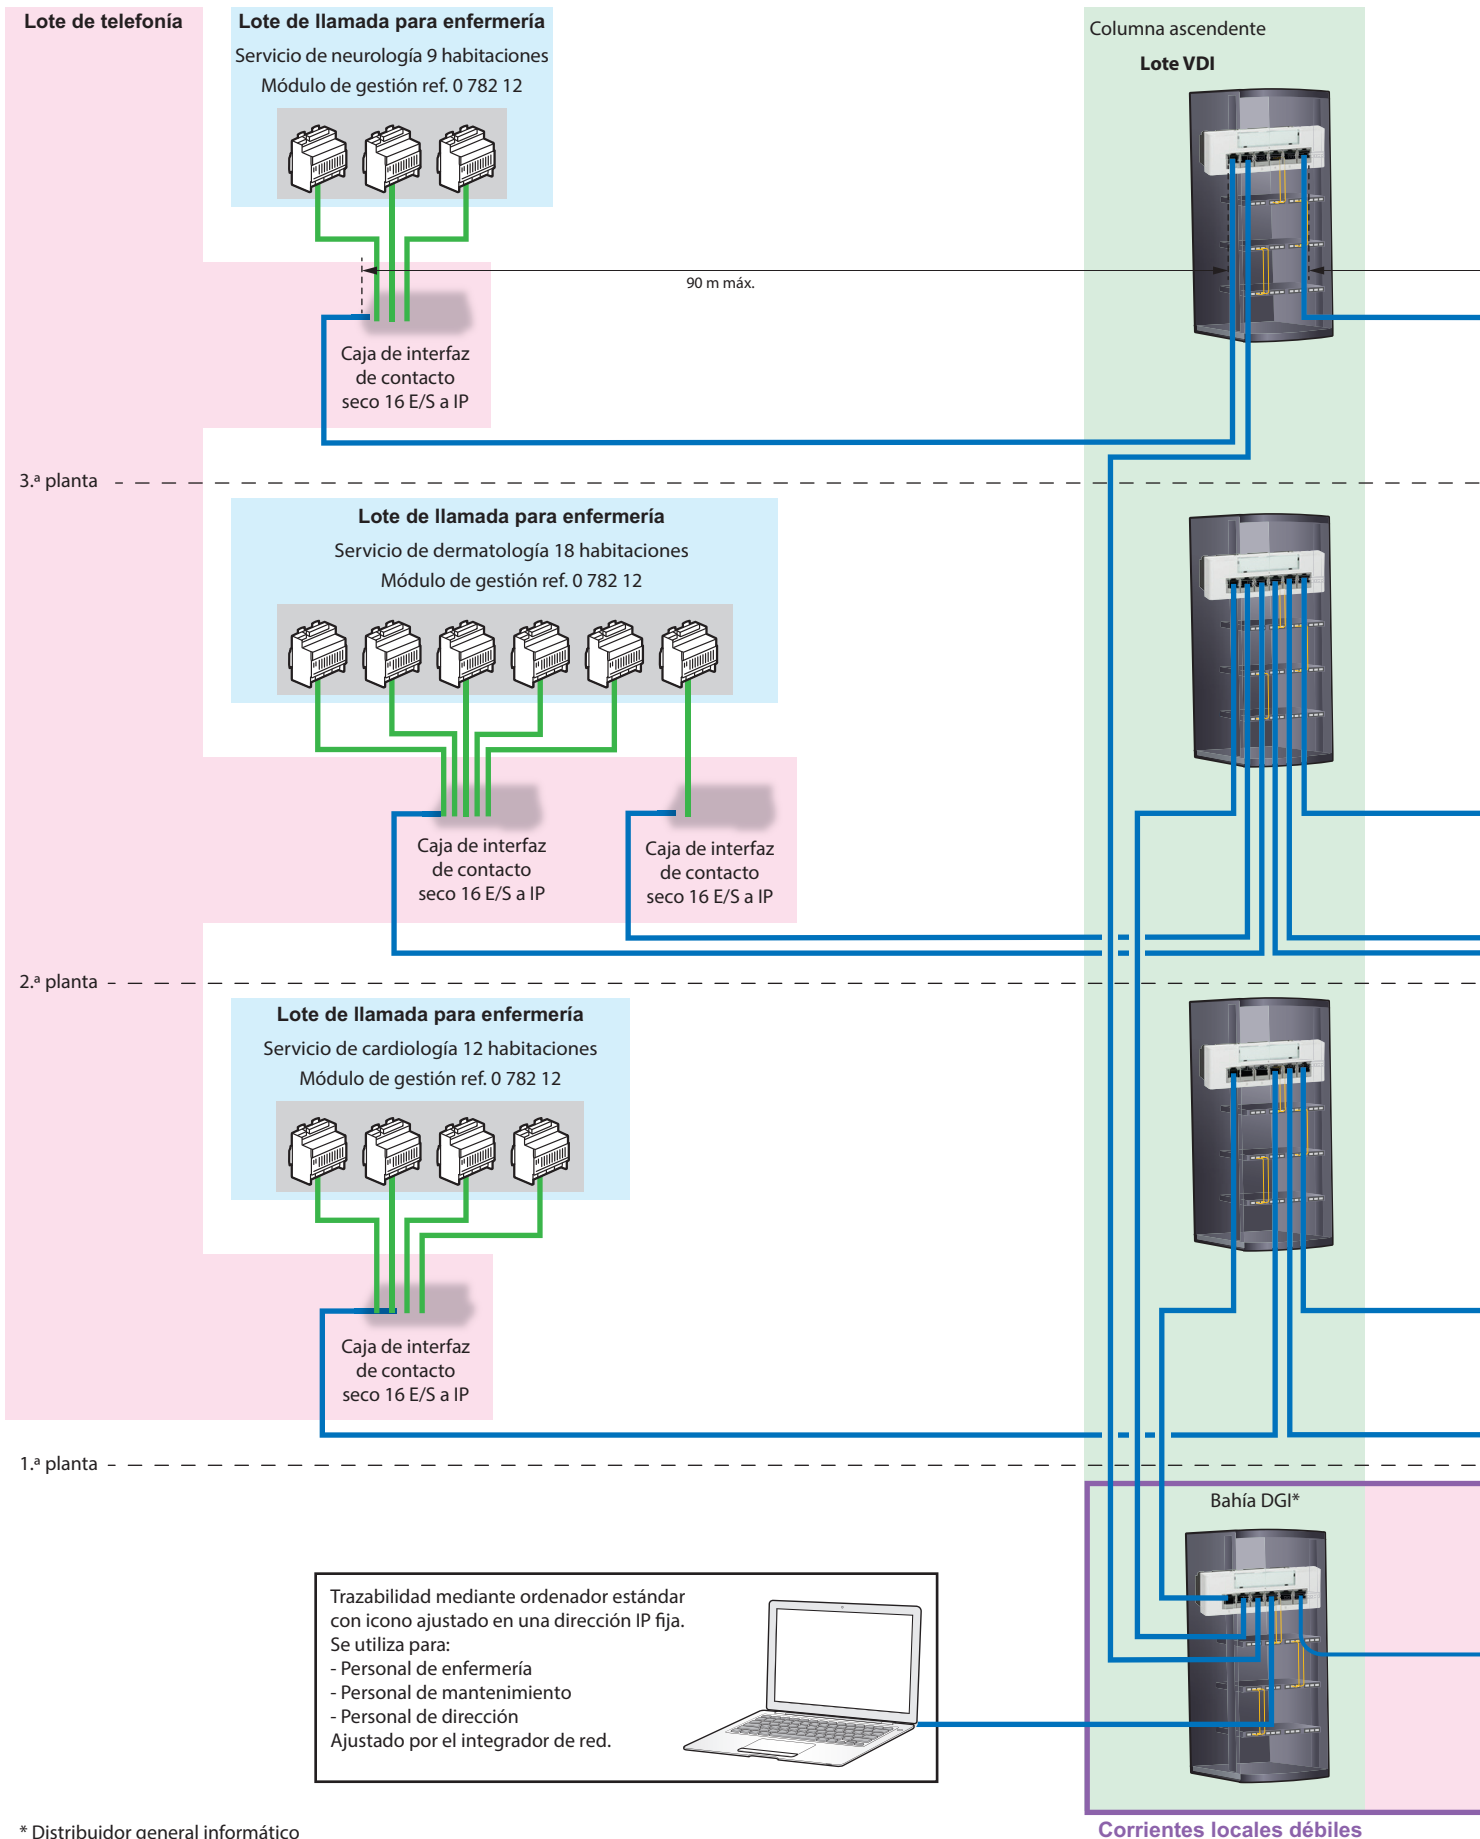 Lote de telefonía
Lote de llamada para enfermería
Servicio de neurología 9 habitaciones
Módulo de gestión ref. 0 782 12
Columna ascendente
Lote VDI
90 m máx.
Caja de interfaz
de contacto
seco 16 E/S a IP
3.ª planta
Lote de llamada para enfermería
Servicio de dermatología 18 habitaciones
Módulo de gestión ref. 0 782 12
Caja de interfaz
de contacto
seco 16 E/S a IP
Caja de interfaz
de contacto
seco 16 E/S a IP
2.ª planta
Lote de llamada para enfermería
Servicio de cardiología 12 habitaciones
Módulo de gestión ref. 0 782 12
Caja de interfaz
de contacto
seco 16 E/S a IP
1.ª planta
Bahía DGI*
Trazabilidad mediante ordenador estándar
con icono ajustado en una dirección IP fija.
Se utiliza para:
- Personal de enfermería
- Personal de mantenimiento
- Personal de dirección
Ajustado por el integrador de red.
* Distribuidor general informático
Corrientes locales débiles